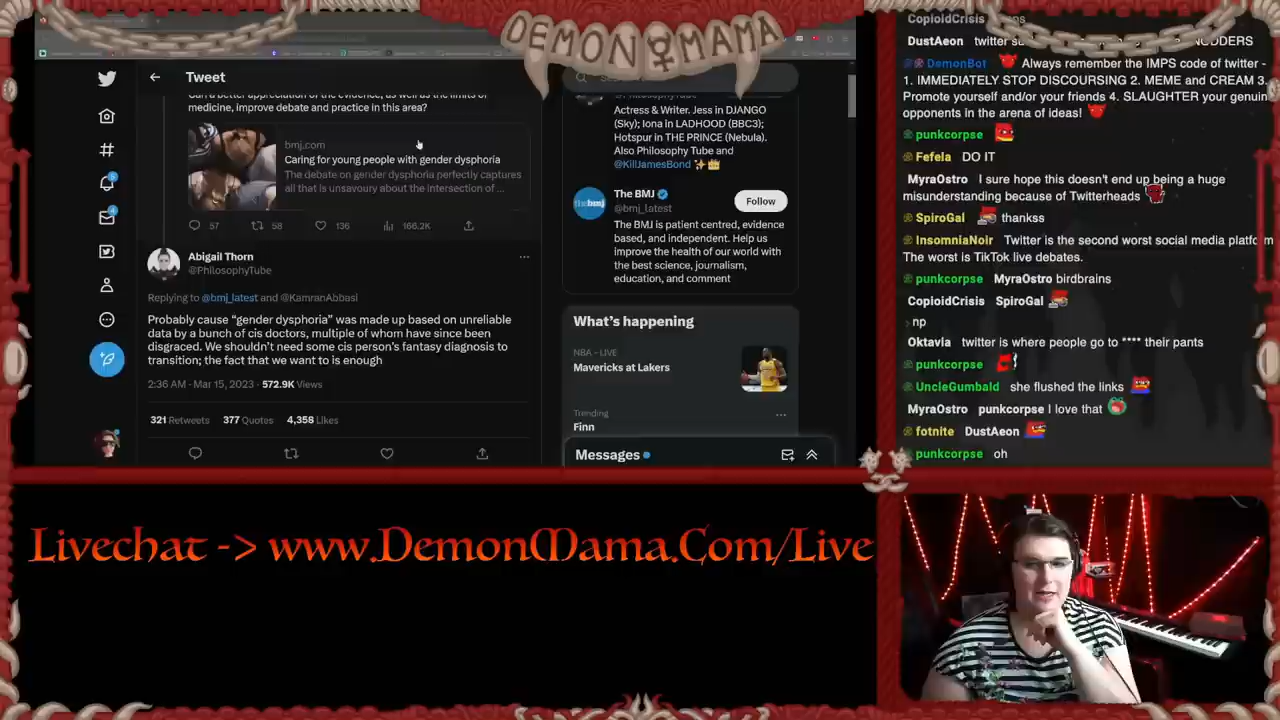 DEMON MAMA
Tweet
Can a better appreciation of the evidence, as well as the limits of
medicine, improve debate and practice in this area?
bmj.com
Caring for young people with gender dysphoria
The debate on gender dysphoria perfectly captures
all that is unsavoury about the intersection of ...
57
58
136
166.2K
Abigail Thorn
@PhilosophyTube
Replying to @bmj_latest and @KamranAbbasi
Probably cause “gender dysphoria” was made up based on unreliable
data by a bunch of cis doctors, multiple of whom have since been
disgraced. We shouldn't need some cis person's fantasy diagnosis to
transition; the fact that we want to is enough
2:36 AM - Mar 15, 2023 - 572.9K Views
321 Retweets 377 Quotes 4,358 Likes
Actress & Writer. Jess in DJANGO
(Sky); Iona in LADHOOD (BBC3);
Hotspur in THE PRINCE (Nebula).
Also Philosophy Tube and
@KillJamesBond
The BMJ
@bmj_latest
Follow
The BMJ is patient centred, evidence
based, and independent. Help us
improve the health of our world with
the best science, journalism,
education, and comment
What's happening
NBA - LIVE
Mavericks at Lakers
Trending
Finn
Messages
CopioidCrisis
DustAeon twitter
DemonBot Always remember the IMPS code of twitter -
1. IMMEDIATELY STOP DISCOURSING 2. MEME and CREAM 3.
Promote yourself and/or your friends 4. SLAUGHTER your genuin
opponents in the arena of ideas!
punkcorpse
Fefela DO IT
MyraOstro I sure hope this doesn't end up being a huge
misunderstanding because of Twitterheads
SpiroGal thankss
InsomniaNoir Twitter is the second worst social media platform
The worst is TikTok live debates.
punkcorpse MyraOstro birdbrains
CopioidCrisis SpiroGal
np
Oktavia twitter is where people go to **** their pants
punkcorpse
UncleGumbald she flushed the links
MyraOstro punkcorpse I love that
fotnite DustAeon
punkcorpse oh
Livechat -> www.DemonMama.Com/Live